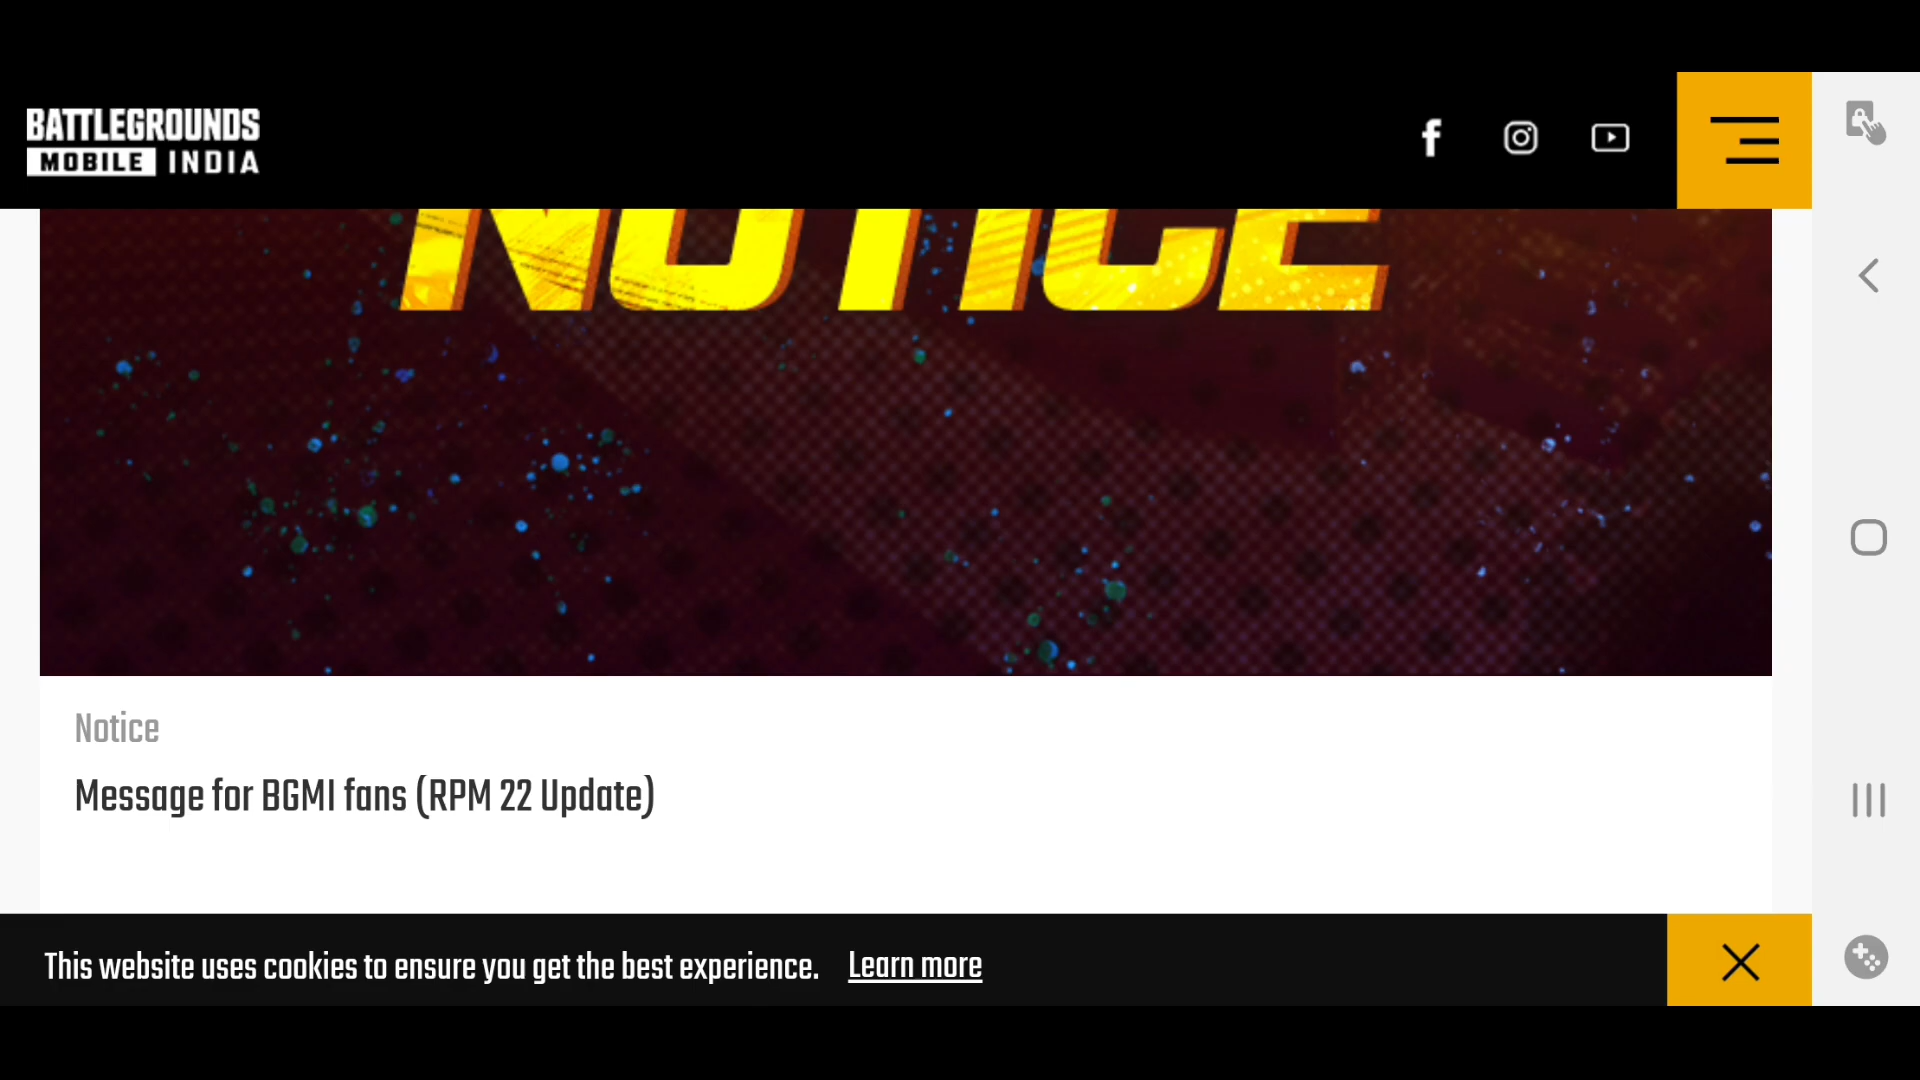 BATTLEGROUNDS
MOBILE INDIA
NOTICE
Notice
Message for BGMI fans (RPM 22 Update)
This website uses cookies to ensure you get the best experience. Learn more